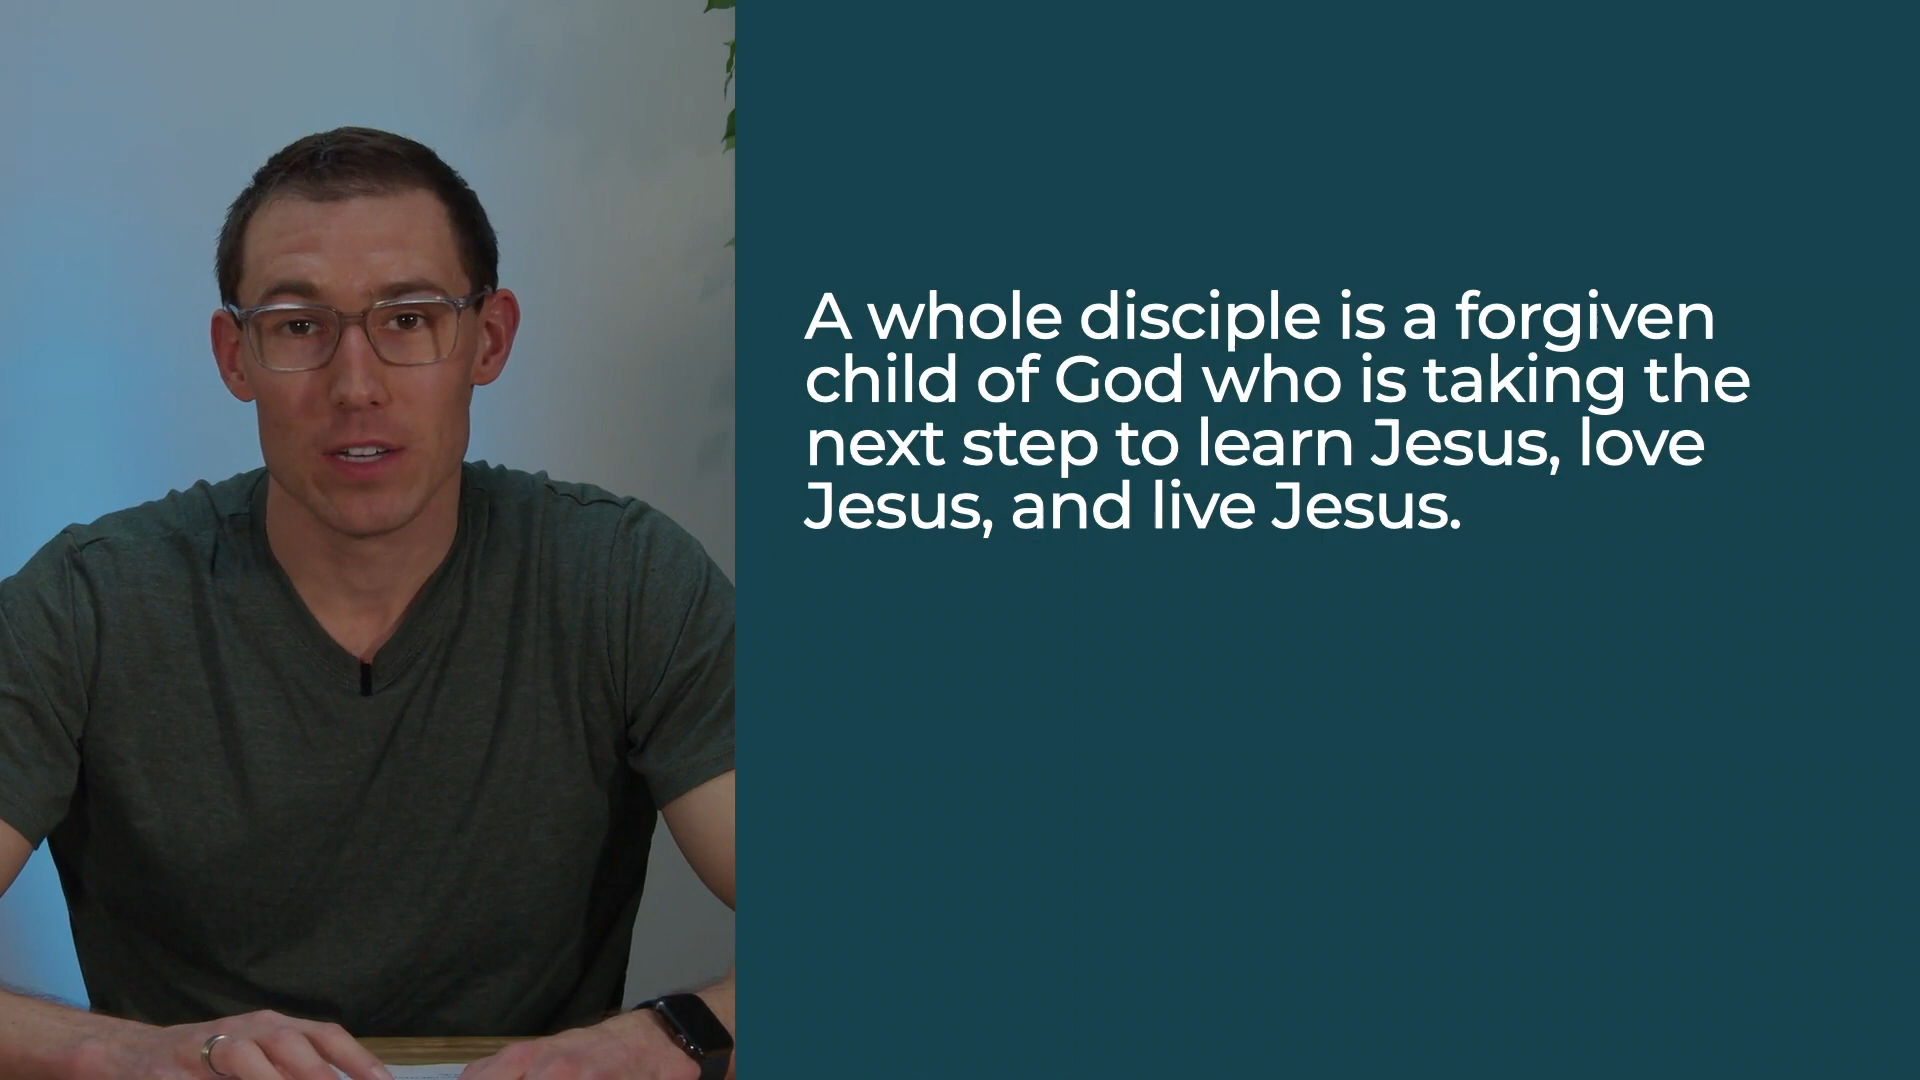 A whole disciple is a forgiven
child of God who is taking the
next step to learn Jesus, love
Jesus, and live Jesus.